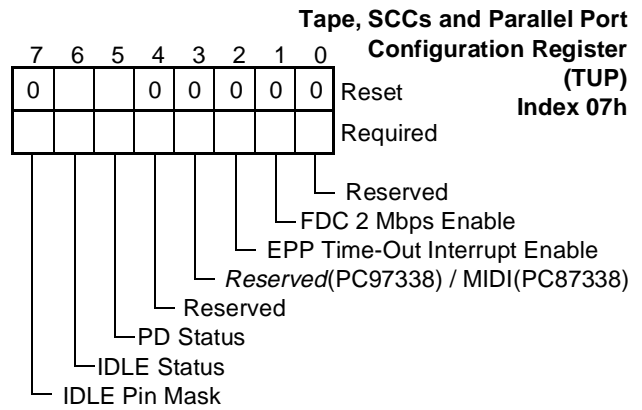 Tape, SCCs and Parallel Port
Configuration Register
(TUP)
Index 07h
7 6 5 4 3 2 1 0
0 0 0 0 0 0 Reset
Required
Reserved
FDC 2 Mbps Enable
EPP Time-Out Interrupt Enable
Reserved(PC97338) / MIDI(PC87338)
Reserved
PD Status
IDLE Status
IDLE Pin Mask